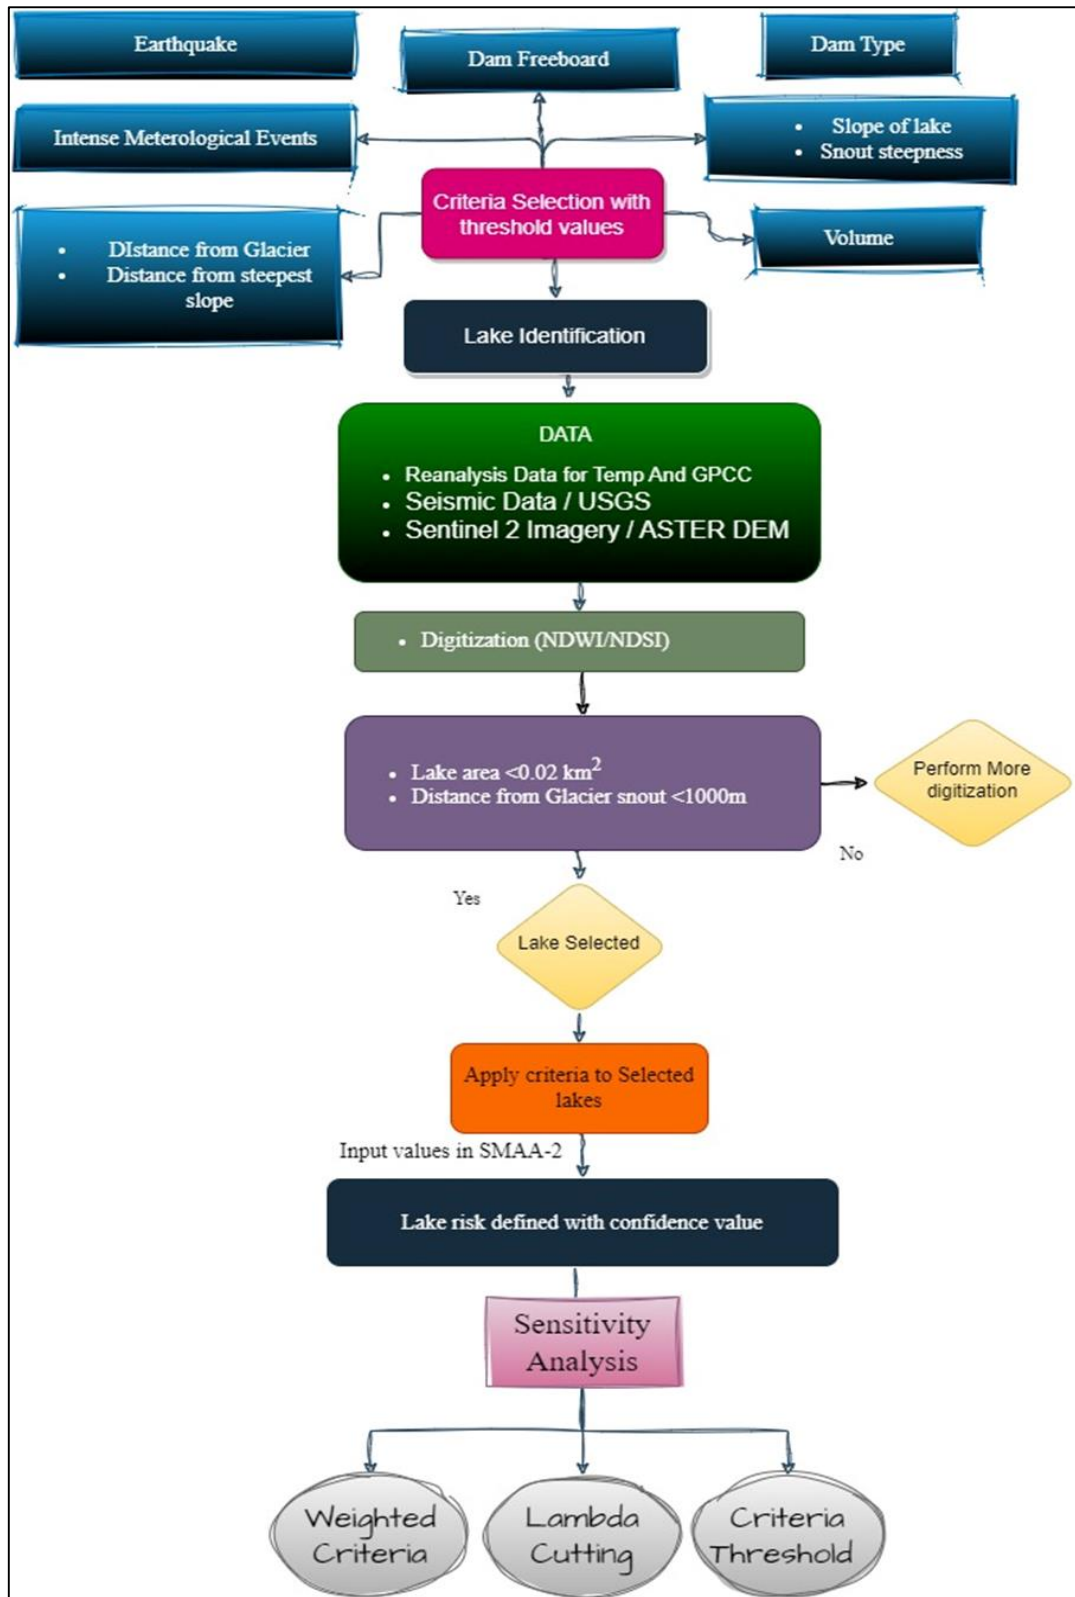 Earthquake
Dam Freeboard
Dam Type
Intense Meterological Events
• Slope of lake
• Snout steepness
Criteria Selection with
threshold values
• DIstance from Glacier
• Distance from steepest
slope
Volume
Lake Identification
DATA
• Reanalysis Data for Temp And GPCC
• Seismic Data / USGS
• Sentinel 2 Imagery / ASTER DEM
• Digitization (NDWI/NDSI)
• Lake area <0.02 km²
• Distance from Glacier snout <1000m
Perform More
digitization
No
Yes
Lake Selected
Apply criteria to Selected
lakes
Input values in SMAA-2
Lake risk defined with confidence value
Sensitivity
Analysis
Weighted
Criteria
Lambda
Cutting
Criteria
Threshold